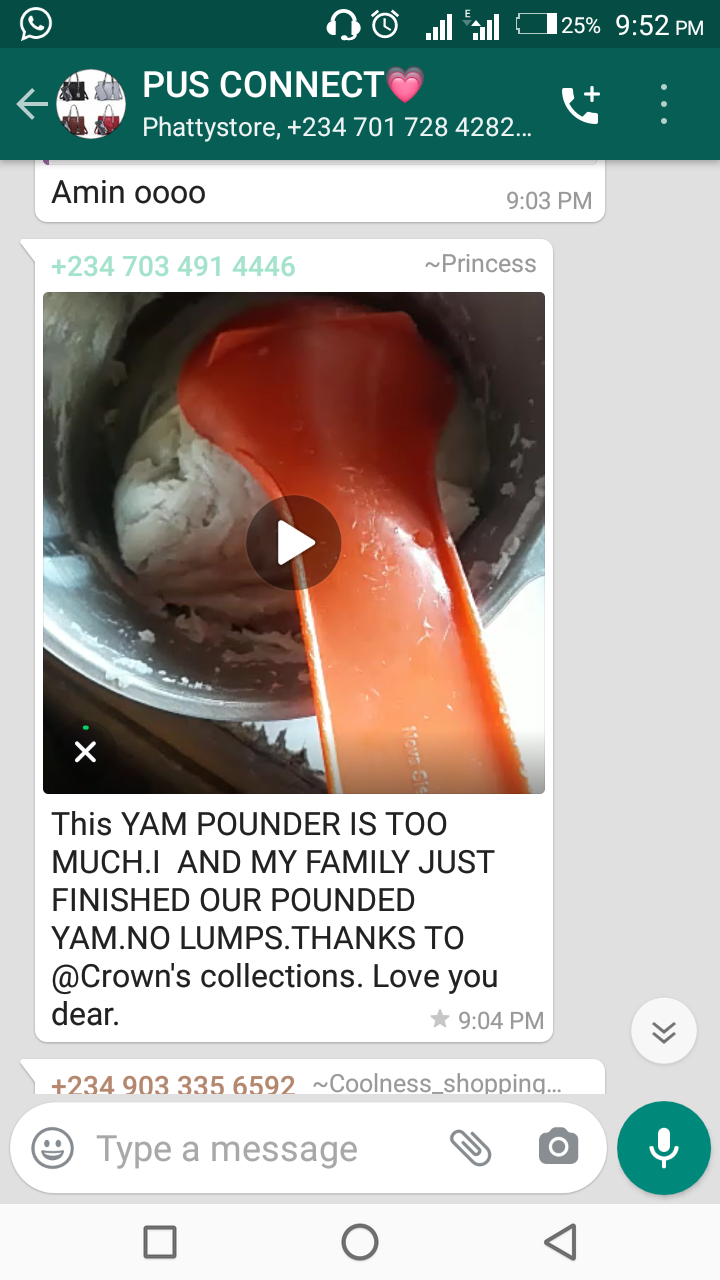 25% 9:52 PM
PUS CONNECT💗
Phattystore, +234 701 728 4282...
Amin oooo
9:03 PM
+234 703 491 4446 ~Princess
This YAM POUNDER IS TOO
MUCH.I AND MY FAMILY JUST
FINISHED OUR POUNDED
YAM.NO LUMPS.THANKS TO
@Crown's collections. Love you
dear.
9:04 PM
+234 903 335 6592 ~Coolness_shopping...
Type a message